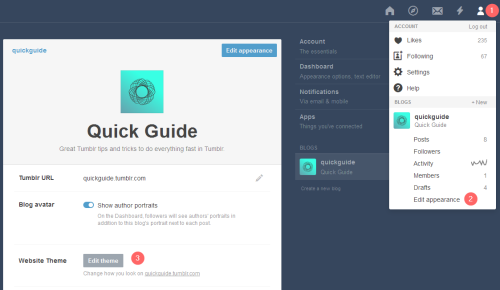 1
ACCOUNT Log out
Likes 235
Following 67
Settings
Help
BLOGS + New
quickguide
Quick Guide
Posts 8
Followers
Activity
Members 1
Drafts 4
Edit appearance 2
quickguide Edit appearance
Quick Guide
Great Tumblr tips and tricks to do everything fast in Tumblr.
Tumblr URL quickguide.tumblr.com
Blog avatar Show author portraits
On the Dashboard, followers will see authors' portraits in
addition to this blog's portrait next to each post.
Website Theme Edit theme 3
Change how you look on quickguide.tumblr.com
Account
The essentials
Dashboard
Appearance options, text editor
Notifications
Via email & mobile
Apps
Things you've connected
BLOGS
quickguide
Quick Guide
Create a new blog